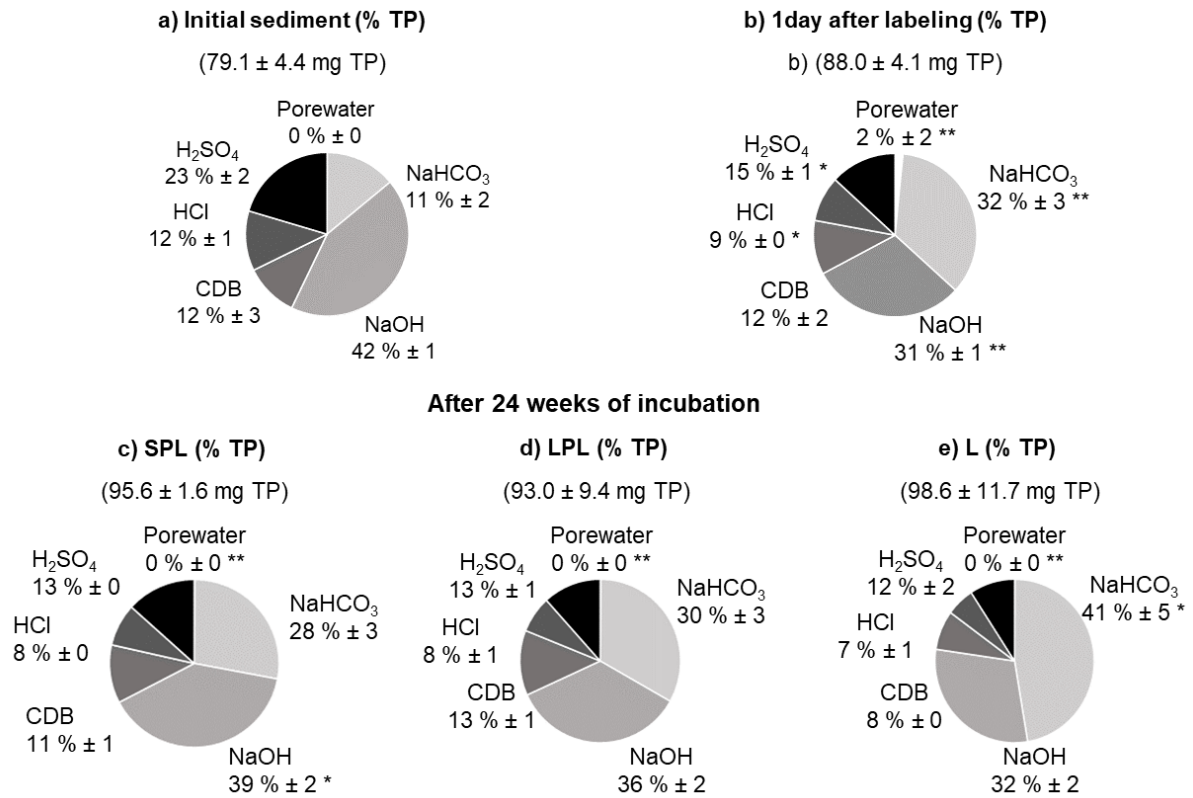 a) Initial sediment (% TP)
(79.1 ± 4.4 mg TP)
Porewater
0 % ± 0
H₂SO₄
23 % ± 2
NaHCO₃
11 % ± 2
HCl
12 % ± 1
CDB
12 % ± 3
NaOH
42 % ± 1
b) 1day after labeling (% TP)
b) (88.0 ± 4.1 mg TP)
Porewater
2 % ± 2 **
H₂SO₄
15 % ± 1 *
NaHCO₃
32 % ± 3 **
HCl
9 % ± 0 *
CDB
12 % ± 2
NaOH
31 % ± 1 **
After 24 weeks of incubation
c) SPL (% TP)
(95.6 ± 1.6 mg TP)
Porewater
0 % ± 0 **
H₂SO₄
13 % ± 0
NaHCO₃
28 % ± 3
HCl
8 % ± 0
CDB
11 % ± 1
NaOH
39 % ± 2 *
d) LPL (% TP)
(93.0 ± 9.4 mg TP)
Porewater
0 % ± 0 **
H₂SO₄
13 % ± 1
NaHCO₃
30 % ± 3
HCl
8 % ± 1
CDB
13 % ± 1
NaOH
36 % ± 2
e) L (% TP)
(98.6 ± 11.7 mg TP)
Porewater
0 % ± 0 **
H₂SO₄
12 % ± 2
NaHCO₃
41 % ± 5 *
HCl
7 % ± 1
CDB
8 % ± 0
NaOH
32 % ± 2